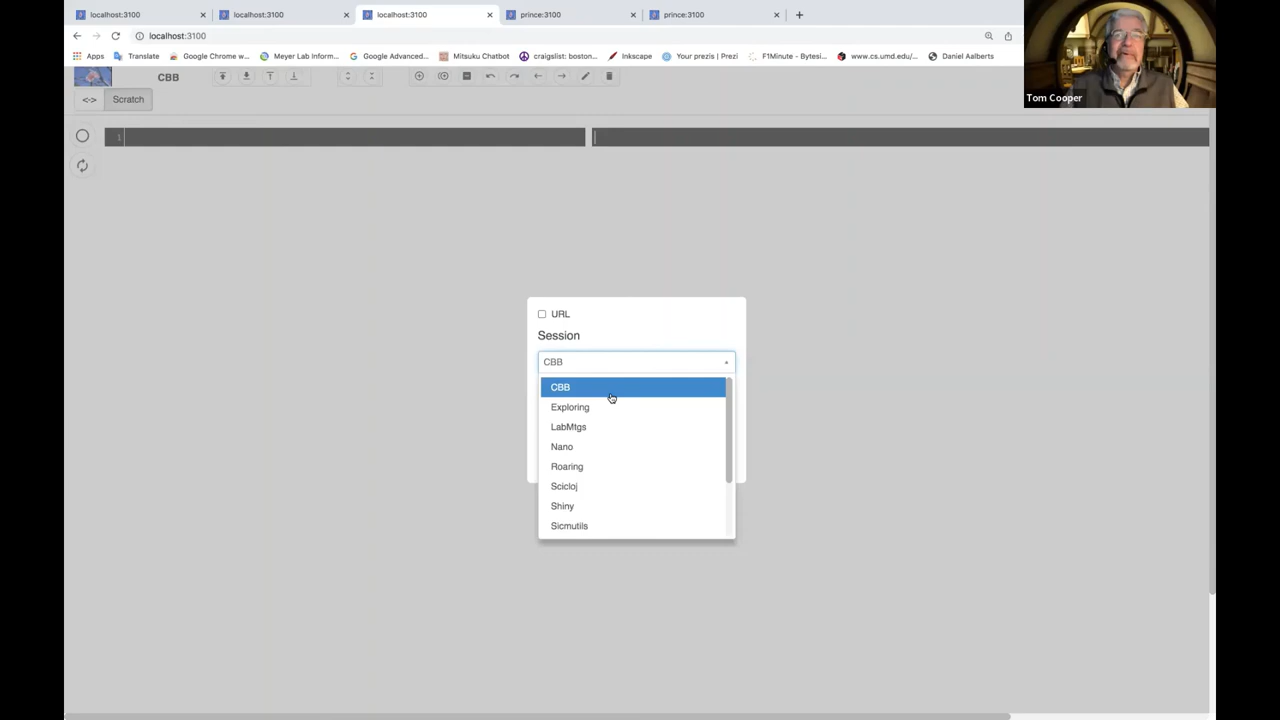 localhost:3100 localhost:3100 localhost:3100 prince:3100 prince:3100
localhost:3100
Apps Translate Google Chrome w... Meyer Lab Inform... Google Advanced... Mitsuku Chatbot craigslist: boston... Inkscape Your prezis | Prezi F1Minute - Bytesi... www.cs.umd.edu/... Daniel Aalberts
CBB
<-> Scratch
1
URL
Session
CBB
CBB
Exploring
LabMtgs
Nano
Roaring
Scicloj
Shiny
Sicmutils
Tom Cooper